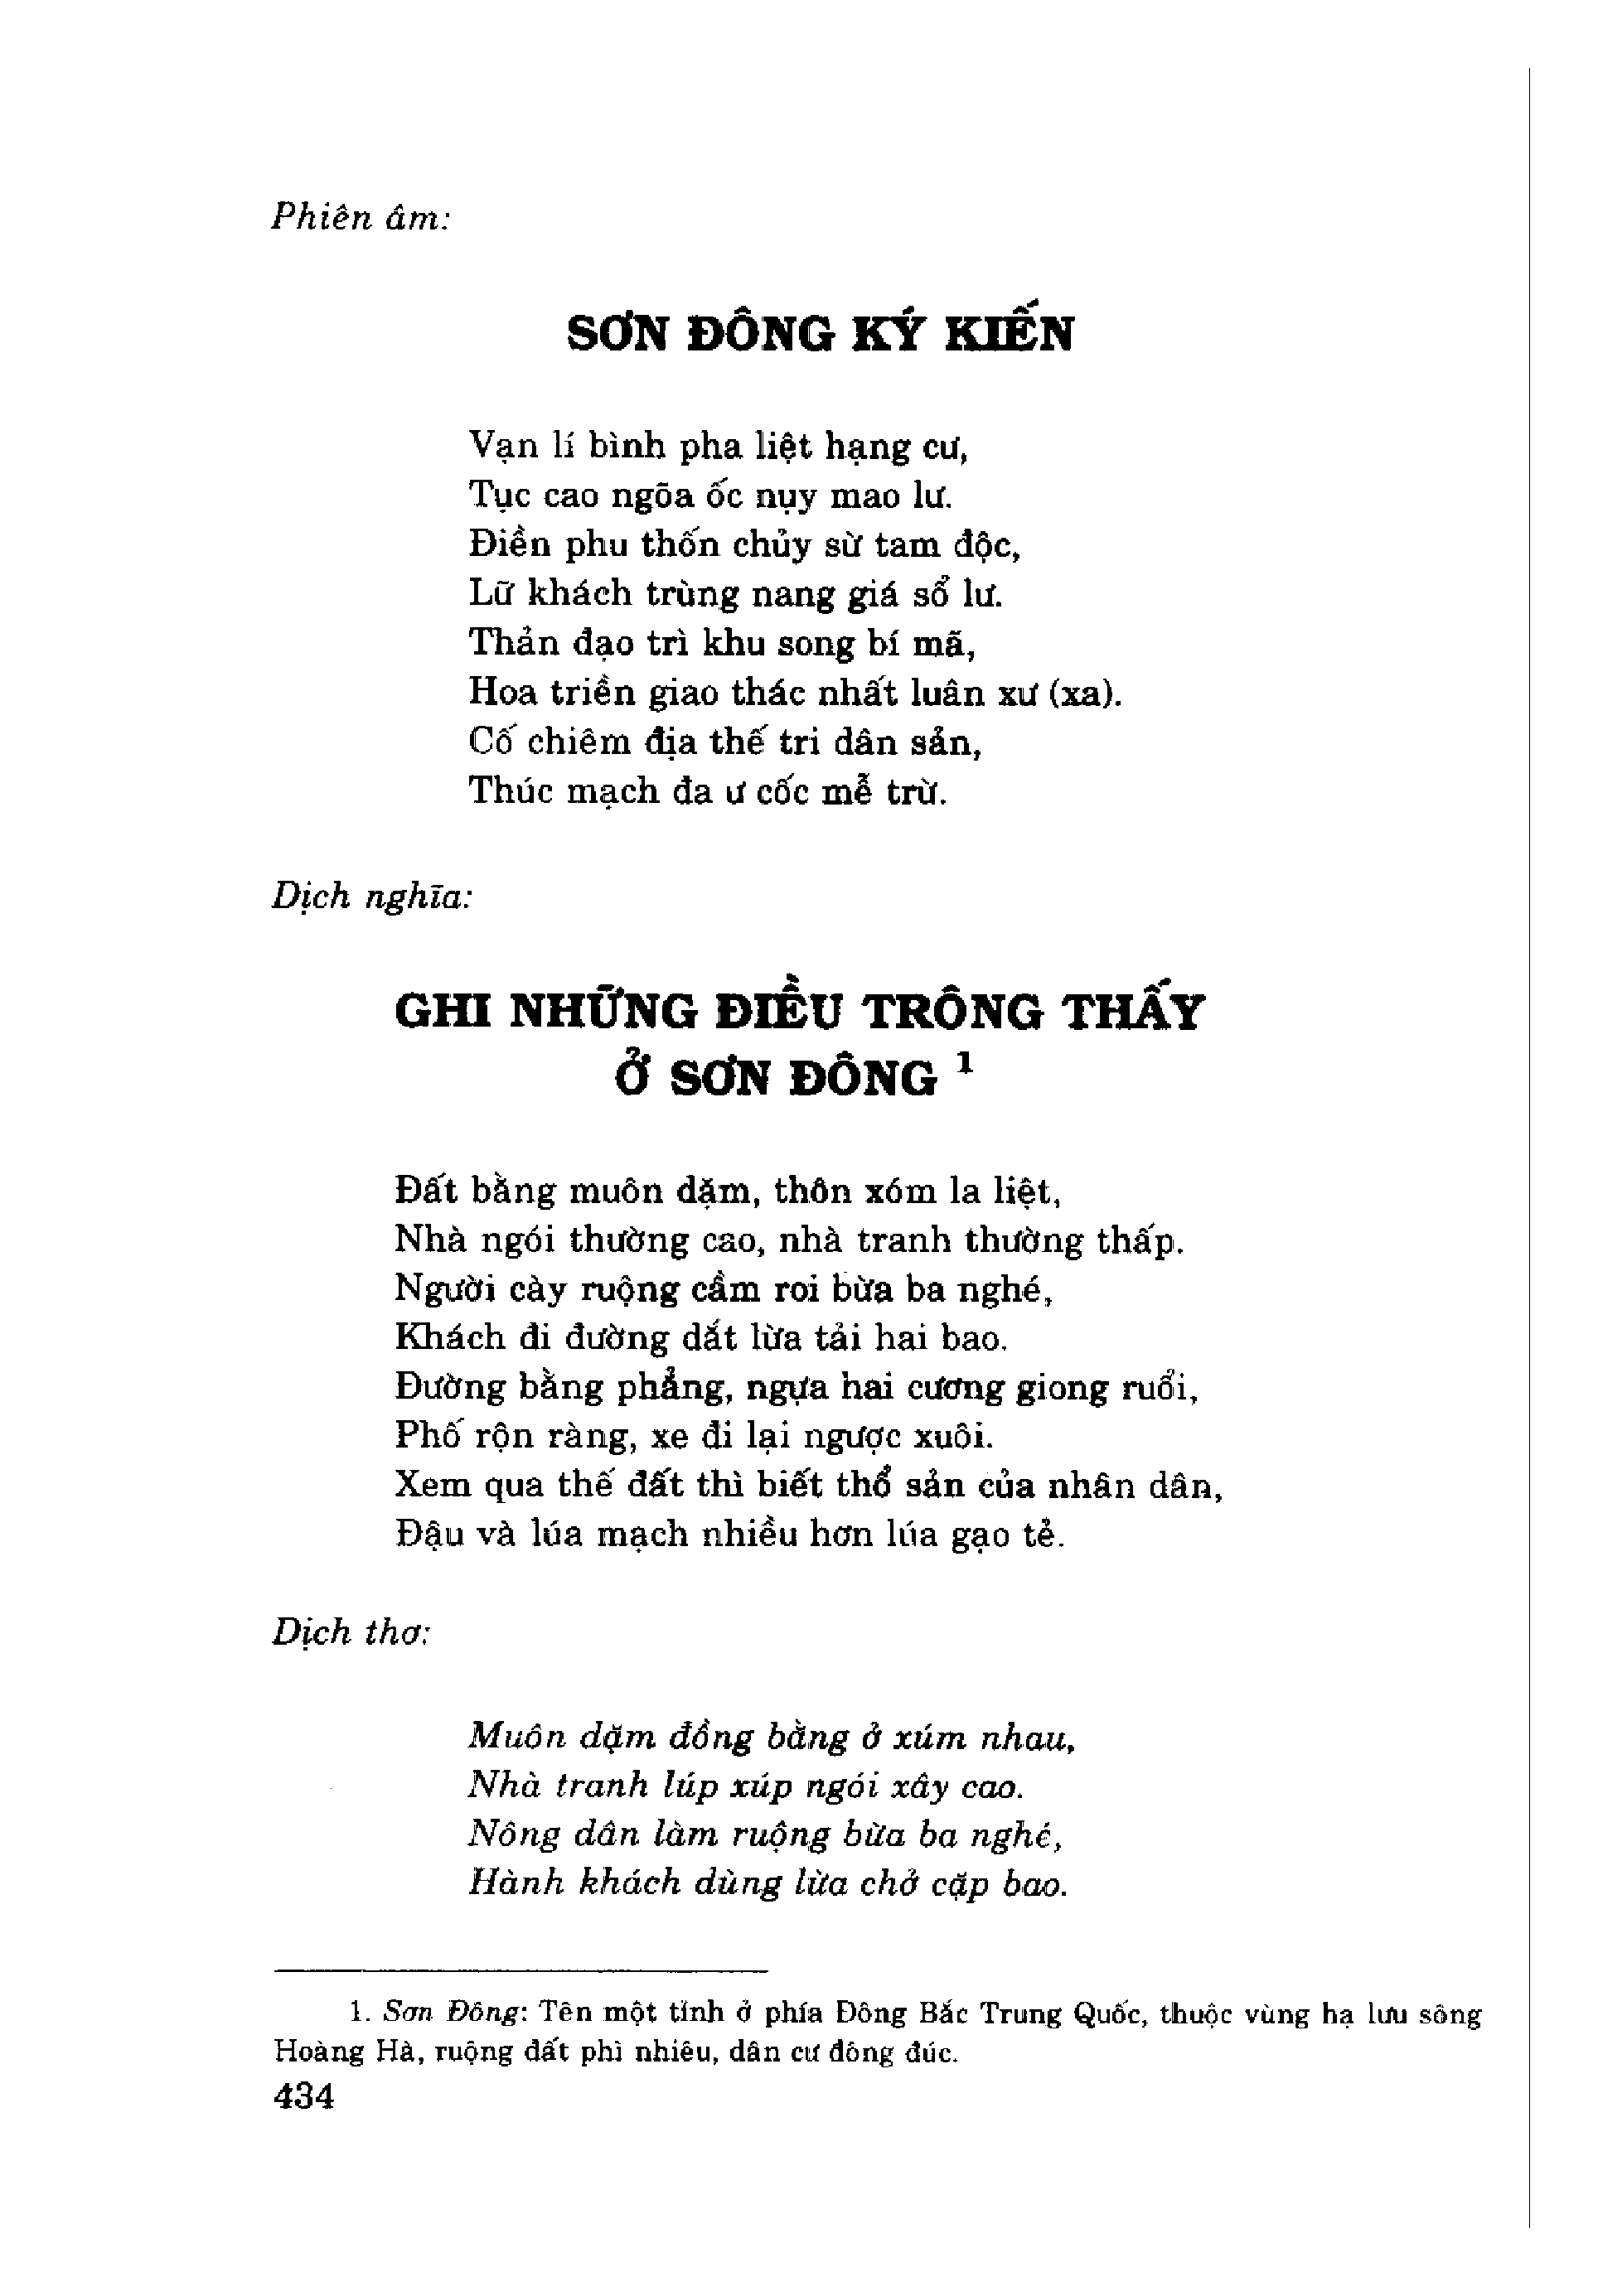 Phiên âm:
SƠN ĐÔNG KÝ KIẾN
Vạn lí bình pha liệt hạng cư,
Tục cao ngõa ốc nụy mao lư.
Điền phu thốn chủy sừ tam độc,
Lữ khách trùng nang giá sổ lư.
Thản đạo trì khu song bí mã,
Hoa triền giao thác nhất luân xư (xa).
Cố chiêm địa thế tri dân sản,
Thúc mạch đa ư cốc mễ trừ.
Dịch nghĩa:
GHI NHỮNG ĐIỀU TRÔNG THẤY
Ở SƠN ĐÔNG 1
Đất bằng muôn dặm, thôn xóm la liệt,
Nhà ngói thường cao, nhà tranh thường thấp.
Người cày ruộng cầm roi bừa ba nghé,
Khách đi đường dắt lừa tải hai bao.
Đường bằng phẳng, ngựa hai cương giong ruổi,
Phố rộn ràng, xe đi lại ngược xuôi.
Xem qua thế đất thì biết thổ sản của nhân dân,
Đậu và lúa mạch nhiều hơn lúa gạo tẻ.
Dịch thơ:
Muôn dặm đồng bằng ở xúm nhau,
Nhà tranh lúp xúp ngói xây cao.
Nông dân làm ruộng bừa ba nghé,
Hành khách dùng lừa chở cặp bao.
1. Sơn Đông: Tên một tỉnh ở phía Đông Bắc Trung Quốc, thuộc vùng hạ lưu sông
Hoàng Hà, ruộng đất phì nhiêu, dân cư đông đúc.
434